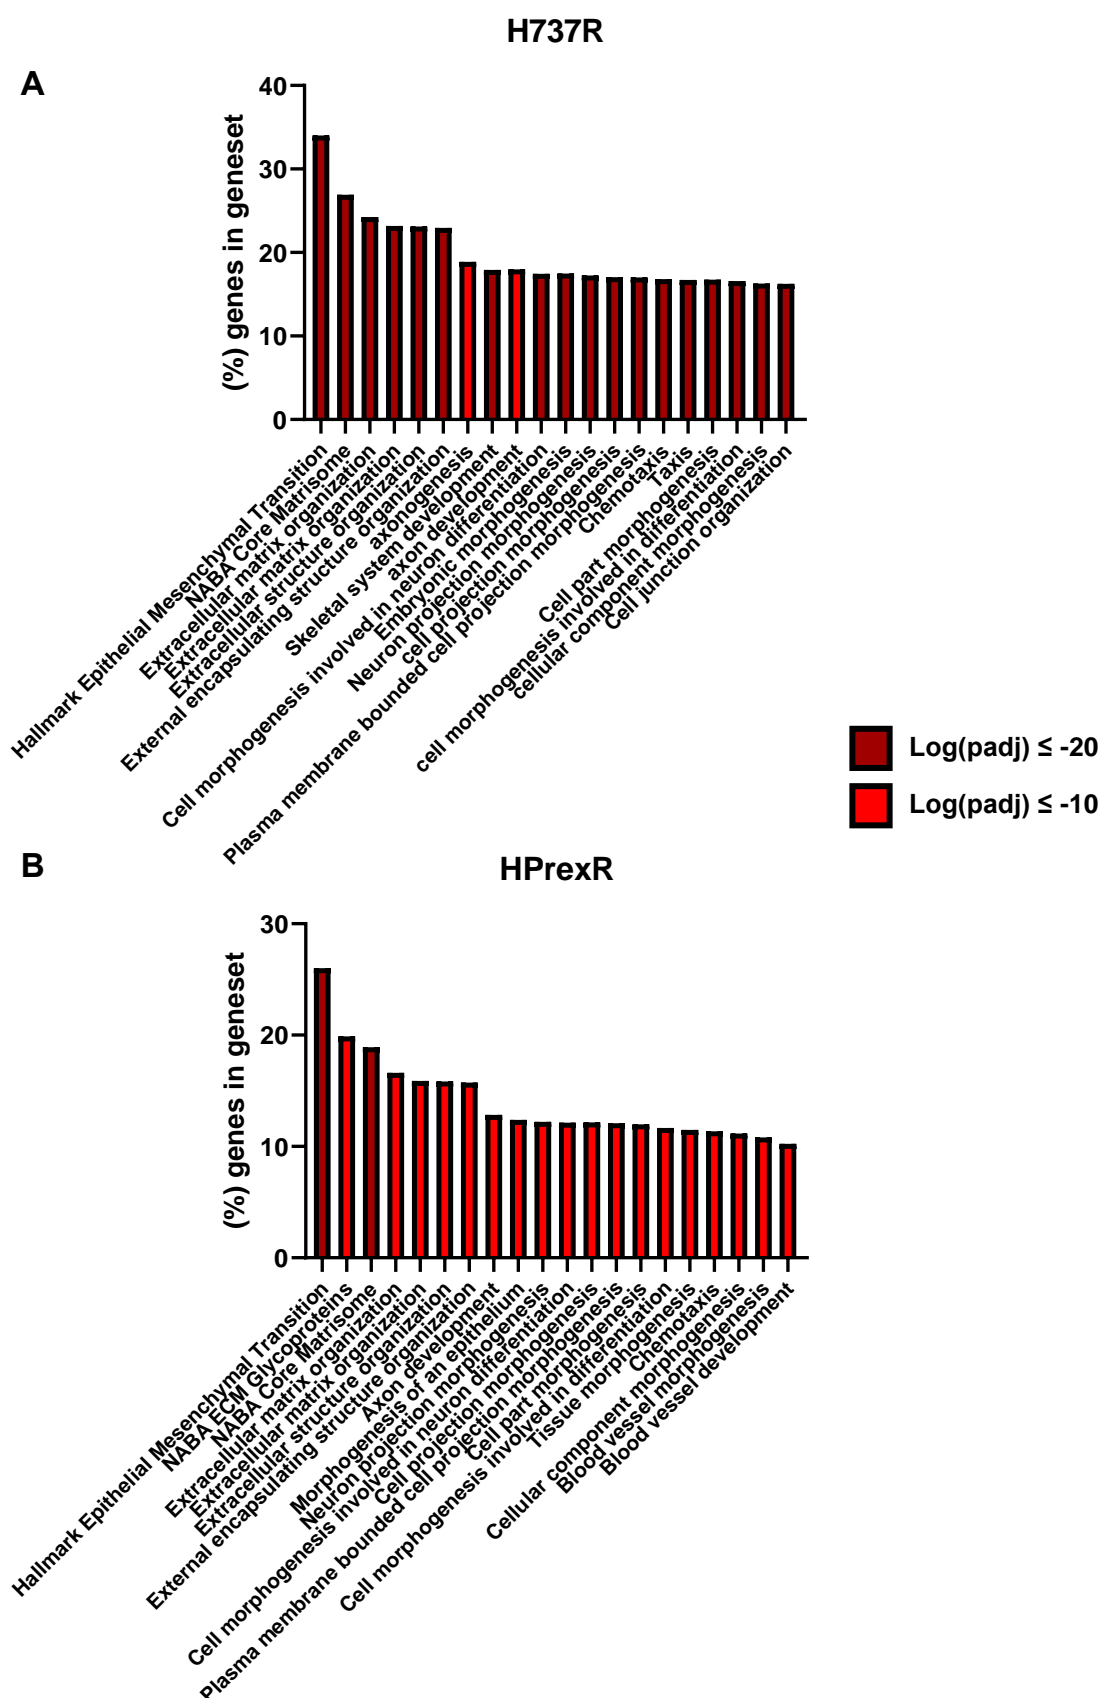 H737R
A
(%) genes in geneset
40
30
20
10
0
Hallmark Epithelial Mesenchymal Transition
NABA Core Matrisome
Extracellular matrix organization
Extracellular matrix organization
Extracellular structure organization
External encapsulating structure organization
axonogenesis
Skeletal system development
axon development
Cell morphogenesis involved in neuron differentiation
Embryonic morphogenesis
Neuron projection morphogenesis
cell projection morphogenesis
Plasma membrane bounded cell projection morphogenesis
Chemotaxis
Taxis
Cell part morphogenesis
cell morphogenesis involved in differentiation
cellular component morphogenesis
Cell junction organization
Log(padj) ≤ -20
Log(padj) ≤ -10
B
HPrexR
(%) genes in geneset
30
20
10
0
Hallmark Epithelial Mesenchymal Transition
NABA ECM Glycoproteins
NABA Core Matrisome
Extracellular matrix organization
Extracellular matrix organization
Extracellular structure organization
External encapsulating structure organization
Axon development
Morphogenesis of an epithelium
Neuron projection morphogenesis
Cell morphogenesis involved in neuron differentiation
Cell projection morphogenesis
Plasma membrane bounded cell projection morphogenesis
Cell part morphogenesis
Cell morphogenesis involved in differentiation
Tissue morphogenesis
Chemotaxis
Cellular component morphogenesis
Blood vessel morphogenesis
Blood vessel development